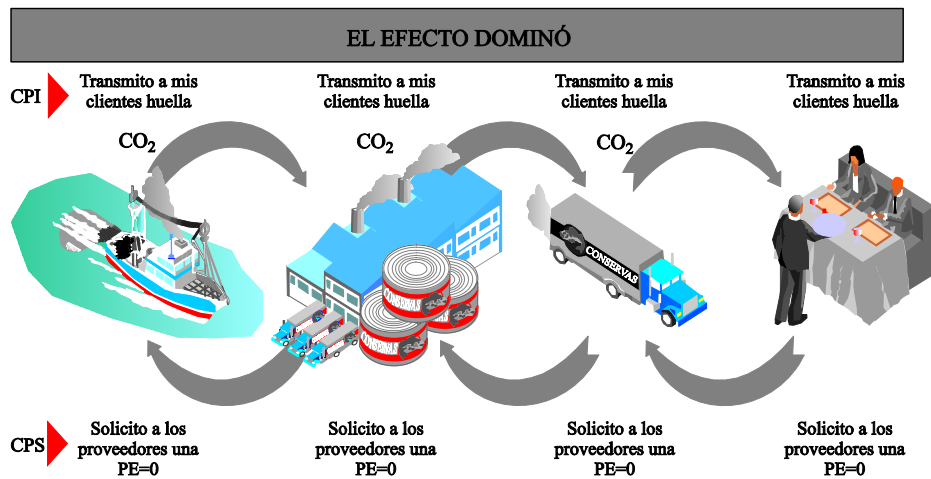 EL EFECTO DOMINÓ
CPI
Transmito a mis
clientes huella
Transmito a mis
clientes huella
Transmito a mis
clientes huella
Transmito a mis
clientes huella
CO2
CO2
CO2
CONSERVAS
CONSERVAS
CONSERVAS
CONSERVAS
CPS
Solicito a los
proveedores una
PE=0
Solicito a los
proveedores una
PE=0
Solicito a los
proveedores una
PE=0
Solicito a los
proveedores una
PE=0